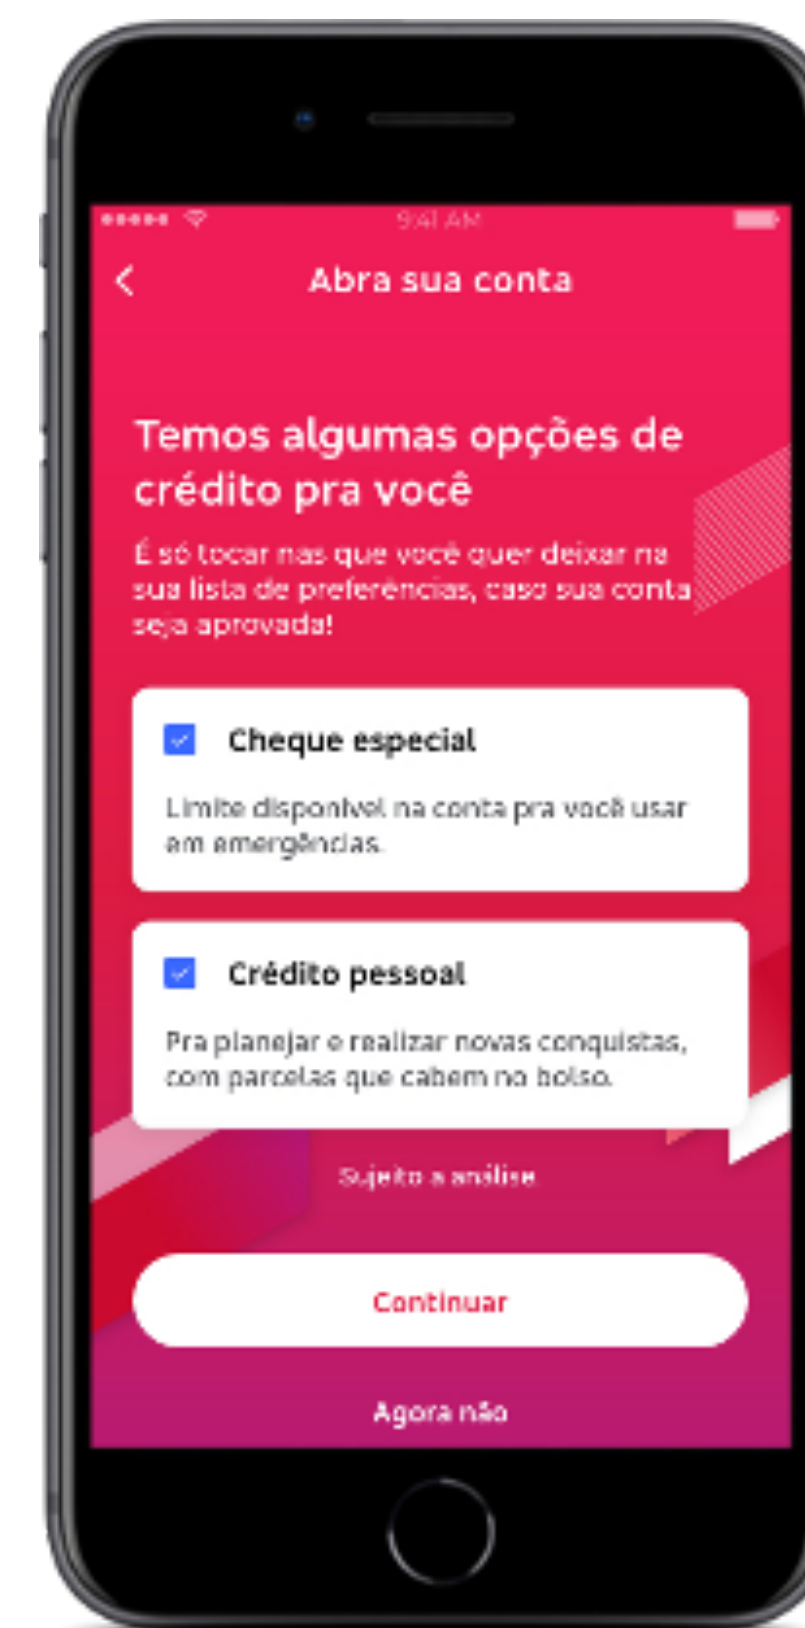 9:41 AM
Abra sua conta
Temos algumas opções de
crédito pra você
É só tocar nas que você quer deixar na
sua lista de preferências, caso sua conta
seja aprovada!
Cheque especial
Limite disponível na conta pra você usar
em emergências.
Crédito pessoal
Pra planejar e realizar novas conquistas,
com parcelas que cabem no bolso.
Sujeito a análise
Continuar
Agora não